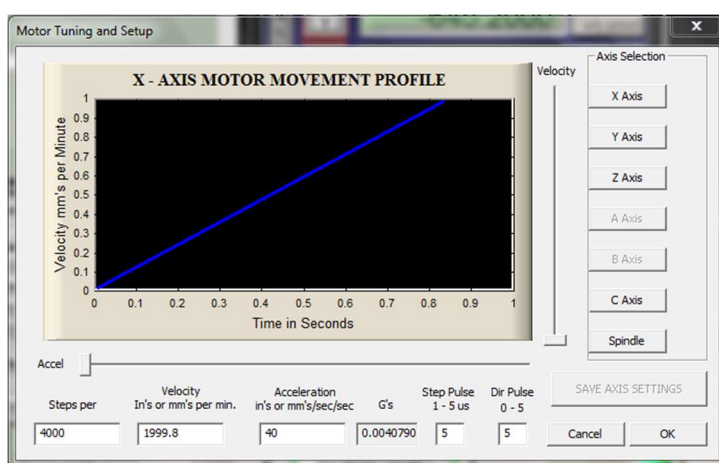 -645.2000
Motor Tuning and Setup
X
Axis Selection
X - AXIS MOTOR MOVEMENT PROFILE
Velocity
X Axis
Y Axis
Z Axis
A Axis
B Axis
C Axis
Spindle
Velocity mm's per Minute
1
0.9
0.8
0.7
0.6
0.5
0.4
0.3
0.2
0.1
0
0 0.1 0.2 0.3 0.4 0.5 0.6 0.7 0.8 0.9 1
Time in Seconds
Accel
Steps per
Velocity
In's or mm's per min.
Acceleration
in's or mm's/sec/sec
G's
Step Pulse
1 - 5 us
Dir Pulse
0 - 5
4000 1999.8 40 0.0040790 5 5
SAVE AXIS SETTINGS
Cancel OK